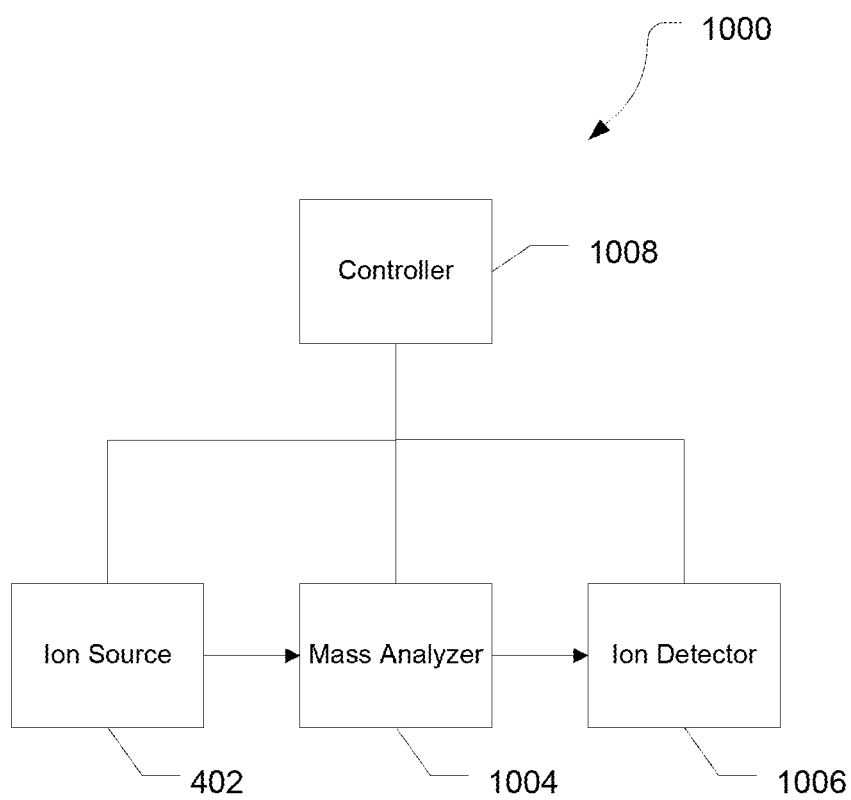 1000
Controller
1008
Ion Source
Mass Analyzer
Ion Detector
402
1004
1006